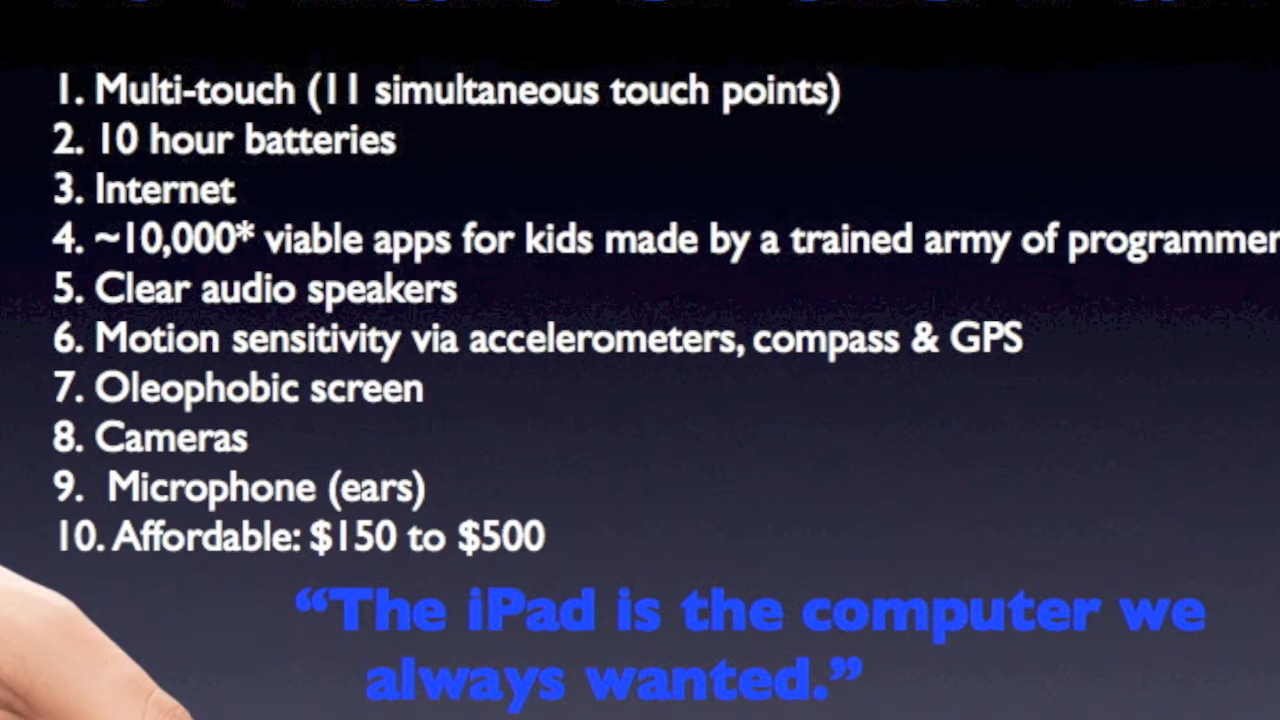 1. Multi-touch (11 simultaneous touch points)
2. 10 hour batteries
3. Internet
4. ~10,000* viable apps for kids made by a trained army of programmer
5. Clear audio speakers
6. Motion sensitivity via accelerometers, compass & GPS
7. Oleophobic screen
8. Cameras
9. Microphone (ears)
10. Affordable: $150 to $500
“The iPad is the computer we
always wanted.”